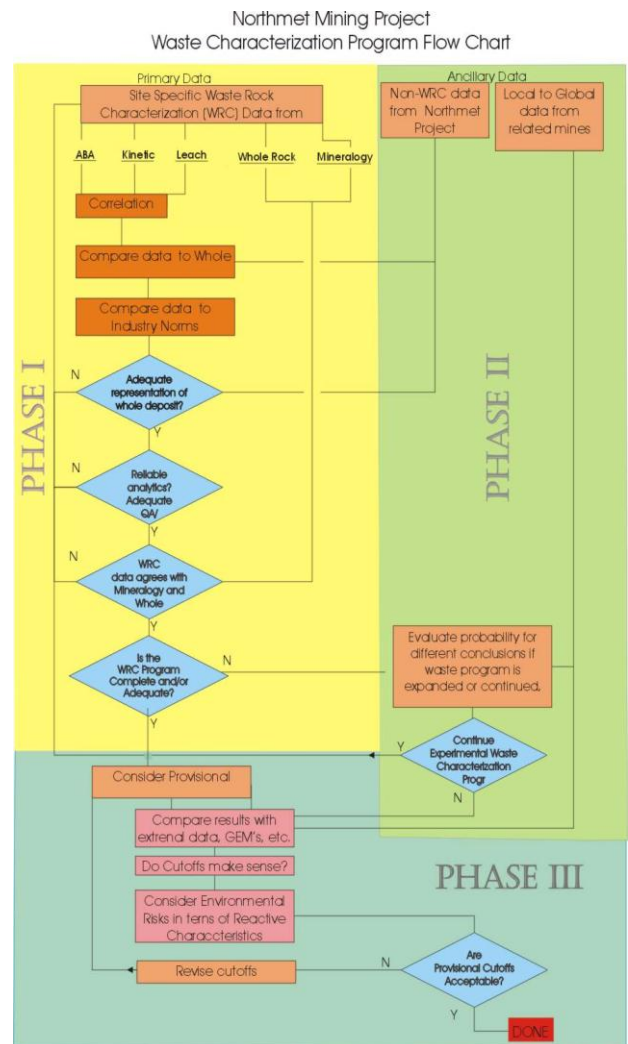 Northmet Mining Project
Waste Characterization Program Flow Chart
Primary Data
Ancillary Data
Site Specific Waste Rock
Characterization (WRC) Data from
Non-WRC data
from Northmet
Project
Local to Global
data from
related mines
ABA
Kinetic
Leach
Whole Rock
Mineralogy
Correlation
Compare data to Whole
Compare data to
Industry Norms
PHASE I
PHASE II
N
Adequate
representation of
whole deposit?
Y
N
Reliable
analytics?
Adequate
QA/
Y
N
WRC
data agrees with
Mineralogy and
Whole
Y
Is the
WRC Program
Complete and/or
Adequate?
N
Y
Evaluate probability for
different conclusions if
waste program is
expanded or continued.
Y
Continue
Experimental Waste
Characterization
Progr
N
Consider Provisional
Compare results with
extrenal data, GEM's, etc.
Do Cutoffs make sense?
PHASE III
Consider Environmental
Risks in terns of Reactive
Characcteristics
Revise cutoffs
N
Are
Provisional Cutoffs
Acceptable?
Y
DONE